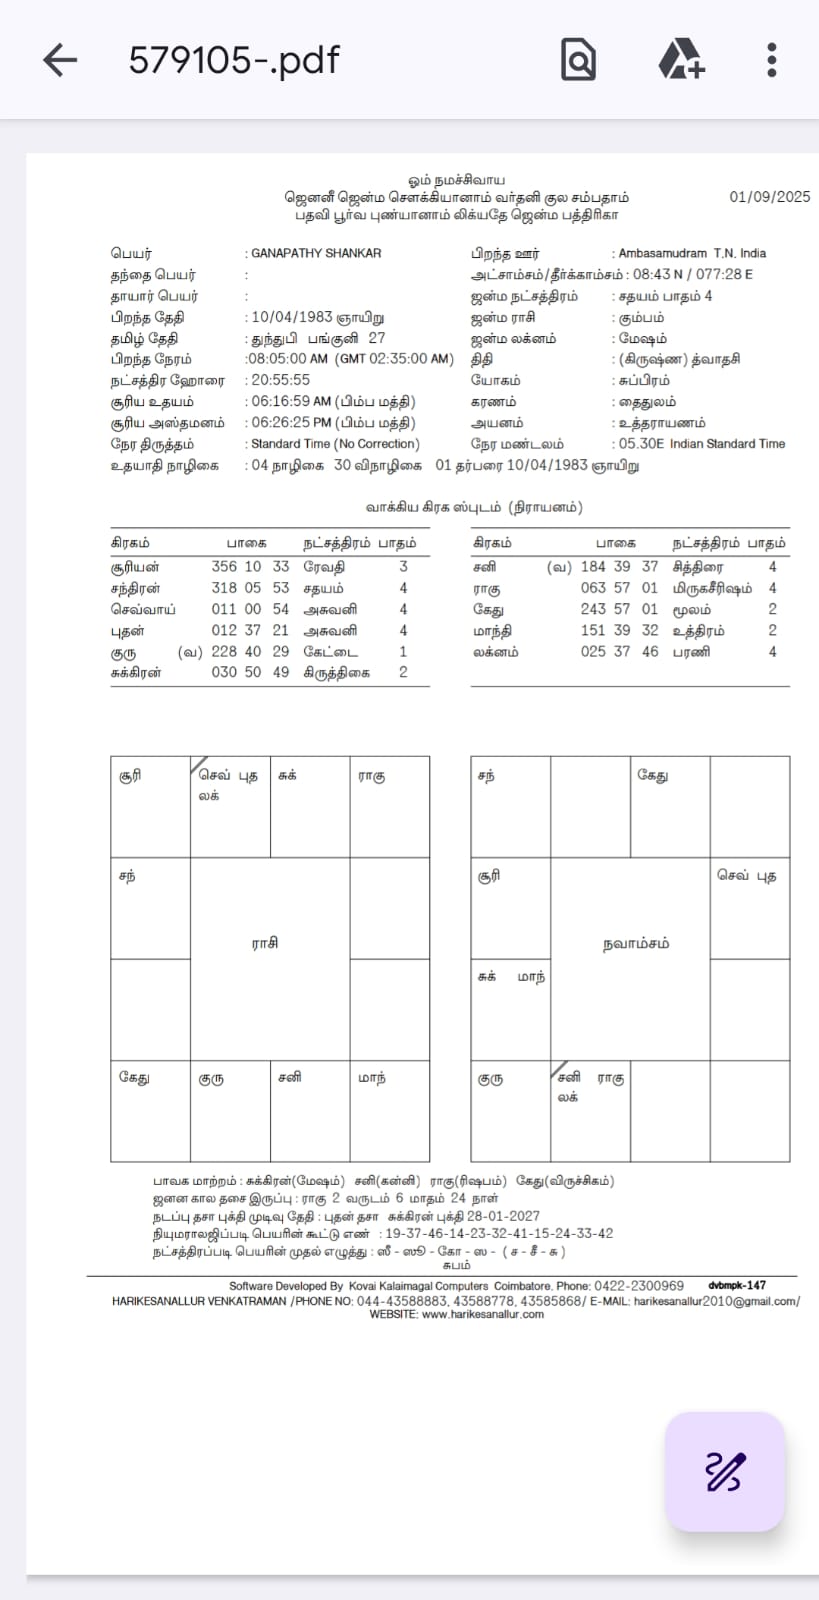 579105-.pdf
ஓம் நமச்சிவாய
ஜெனனீ ஜென்ம சௌக்கியானாம் வர்தனி குல சம்பதாம் 01/09/2025
பதவி பூர்வ புண்யானாம் லிக்யதே ஜென்ம பத்திரிகா
பெயர் : GANAPATHY SHANKAR பிறந்த ஊர் : Ambasamudram T.N. India
தந்தை பெயர் : அட்சாம்சம்/தீர்க்காம்சம் : 08:43 N / 077:28 E
தாயார் பெயர் : ஜன்ம நட்சத்திரம் : சதயம் பாதம் 4
பிறந்த தேதி : 10/04/1983 ஞாயிறு ஜன்ம ராசி : கும்பம்
தமிழ் தேதி : துந்துபி பங்குனி 27 ஜன்ம லக்னம் : மேஷம்
பிறந்த நேரம் :08:05:00 AM (GMT 02:35:00 AM) திதி : (கிருஷ்ண) த்வாதசி
நட்சத்திர ஹோரை : 20:55:55 யோகம் : சுப்பிரம்
சூரிய உதயம் : 06:16:59 AM (பிம்ப மத்தி) கரணம் : தைதுலம்
சூரிய அஸ்தமனம் : 06:26:25 PM (பிம்ப மத்தி) அயனம் : உத்தராயணம்
நேர திருத்தம் : Standard Time (No Correction) நேர மண்டலம் : 05.30E Indian Standard Time
உதயாதி நாழிகை : 04 நாழிகை 30 விநாழிகை 01 தர்பரை 10/04/1983 ஞாயிறு
வாக்கிய கிரக ஸ்புடம் (நிராயனம்)
கிரகம் பாகை நட்சத்திரம் பாதம் கிரகம் பாகை நட்சத்திரம் பாதம்
சூரியன் 356 10 33 ரேவதி 3 சனி (வ) 184 39 37 சித்திரை 4
சந்திரன் 318 05 53 சதயம் 4 ராகு 063 57 01 மிருகசீரிஷம் 4
செவ்வாய் 011 00 54 அசுவனி 4 கேது 243 57 01 மூலம் 2
புதன் 012 37 21 அசுவனி 4 மாந்தி 151 39 32 உத்திரம் 2
குரு (வ) 228 40 29 கேட்டை 1 லக்னம் 025 37 46 பரணி 4
சுக்கிரன் 030 50 49 கிருத்திகை 2
சூரி செவ் புத சுக் ராகு சந் கேது
லக்
சந் சூரி செவ் புத
ராசி நவாம்சம்
சுக் மாந்
கேது குரு சனி மாந் குரு சனி ராகு
லக்
பாவக மாற்றம் : சுக்கிரன்(மேஷம்) சனி(கன்னி) ராகு(ரிஷபம்) கேது(விருச்சிகம்)
ஜனன கால தசை இருப்பு : ராகு 2 வருடம் 6 மாதம் 24 நாள்
நடப்பு தசா புக்தி முடிவு தேதி : புதன் தசா சுக்கிரன் புக்தி 28-01-2027
நியுமராலஜிப்படி பெயரின் கூட்டு எண் : 19-37-46-14-23-32-41-15-24-33-42
நட்சத்திரப்படி பெயரின் முதல் எழுத்து : ஸீ - ஸூ - கோ - ஸ - ( ச - சீ - சு )
சுபம்
Software Developed By Kovai Kalaimagal Computers Coimbatore. Phone: 0422-2300969 dvbmpk-147
HARIKESANALLUR VENKATRAMAN /PHONE NO: 044-43588883, 43588778, 43585868/ E-MAIL: harikesanallur2010@gmail.com/
WEBSITE: www.harikesanallur.com